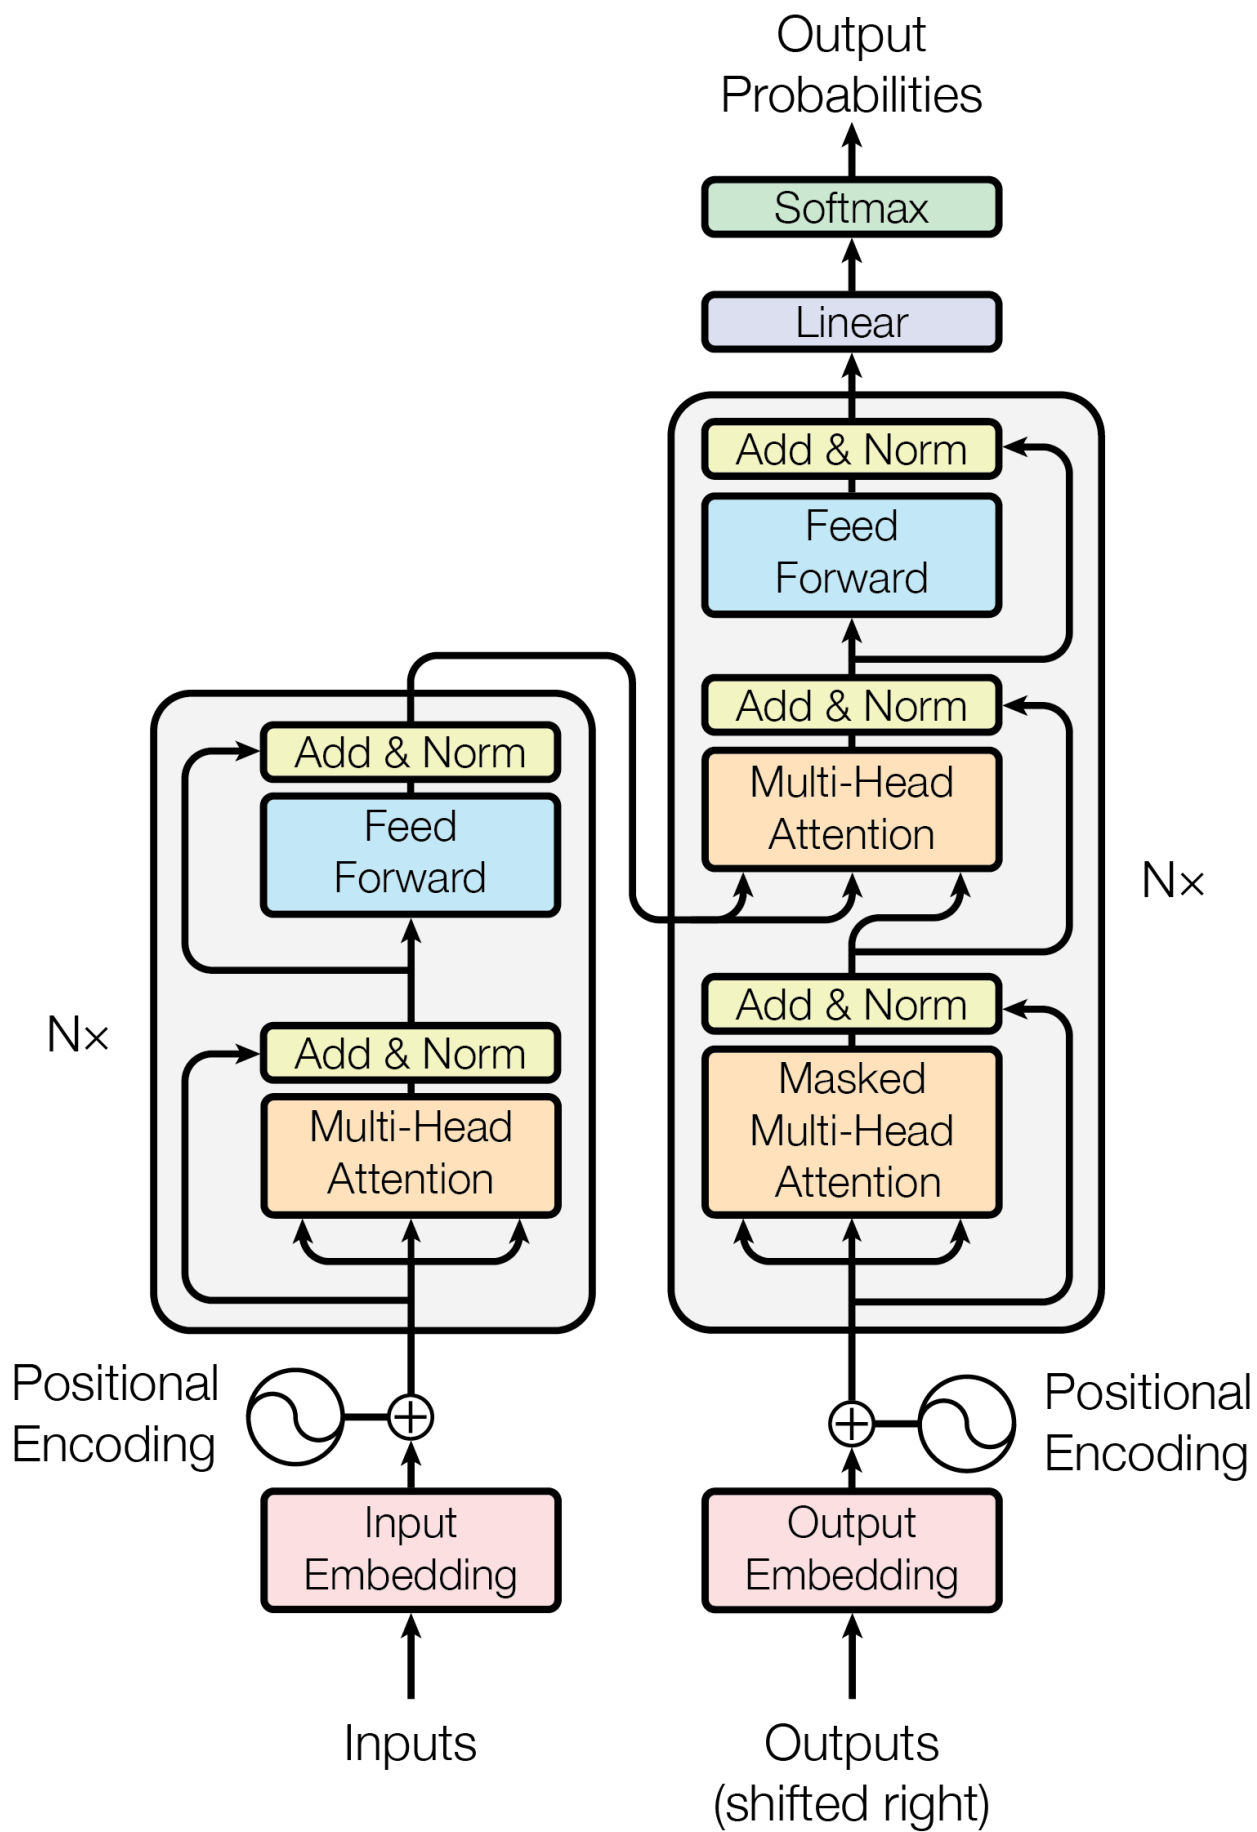 Output
Probabilities
Softmax
Linear
Add & Norm
Feed
Forward
Add & Norm
Multi-Head
Attention
Add & Norm
Masked
Multi-Head
Attention
N×
Add & Norm
Feed
Forward
Add & Norm
Multi-Head
Attention
N×
Positional
Encoding
Positional
Encoding
Input
Embedding
Output
Embedding
Inputs
Outputs
(shifted right)